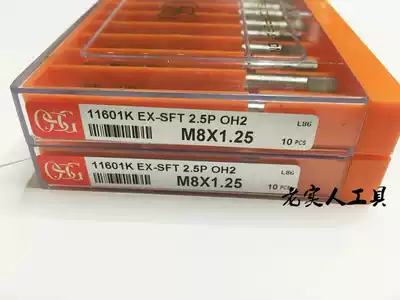 OSG
11601K EX-SFT 2.5P OH2
L86
M8X1.25
10 PCS
OSG
11601K EX-SFT 2.5P OH2
L86
M8X1.25
10 PCS
老实人工具